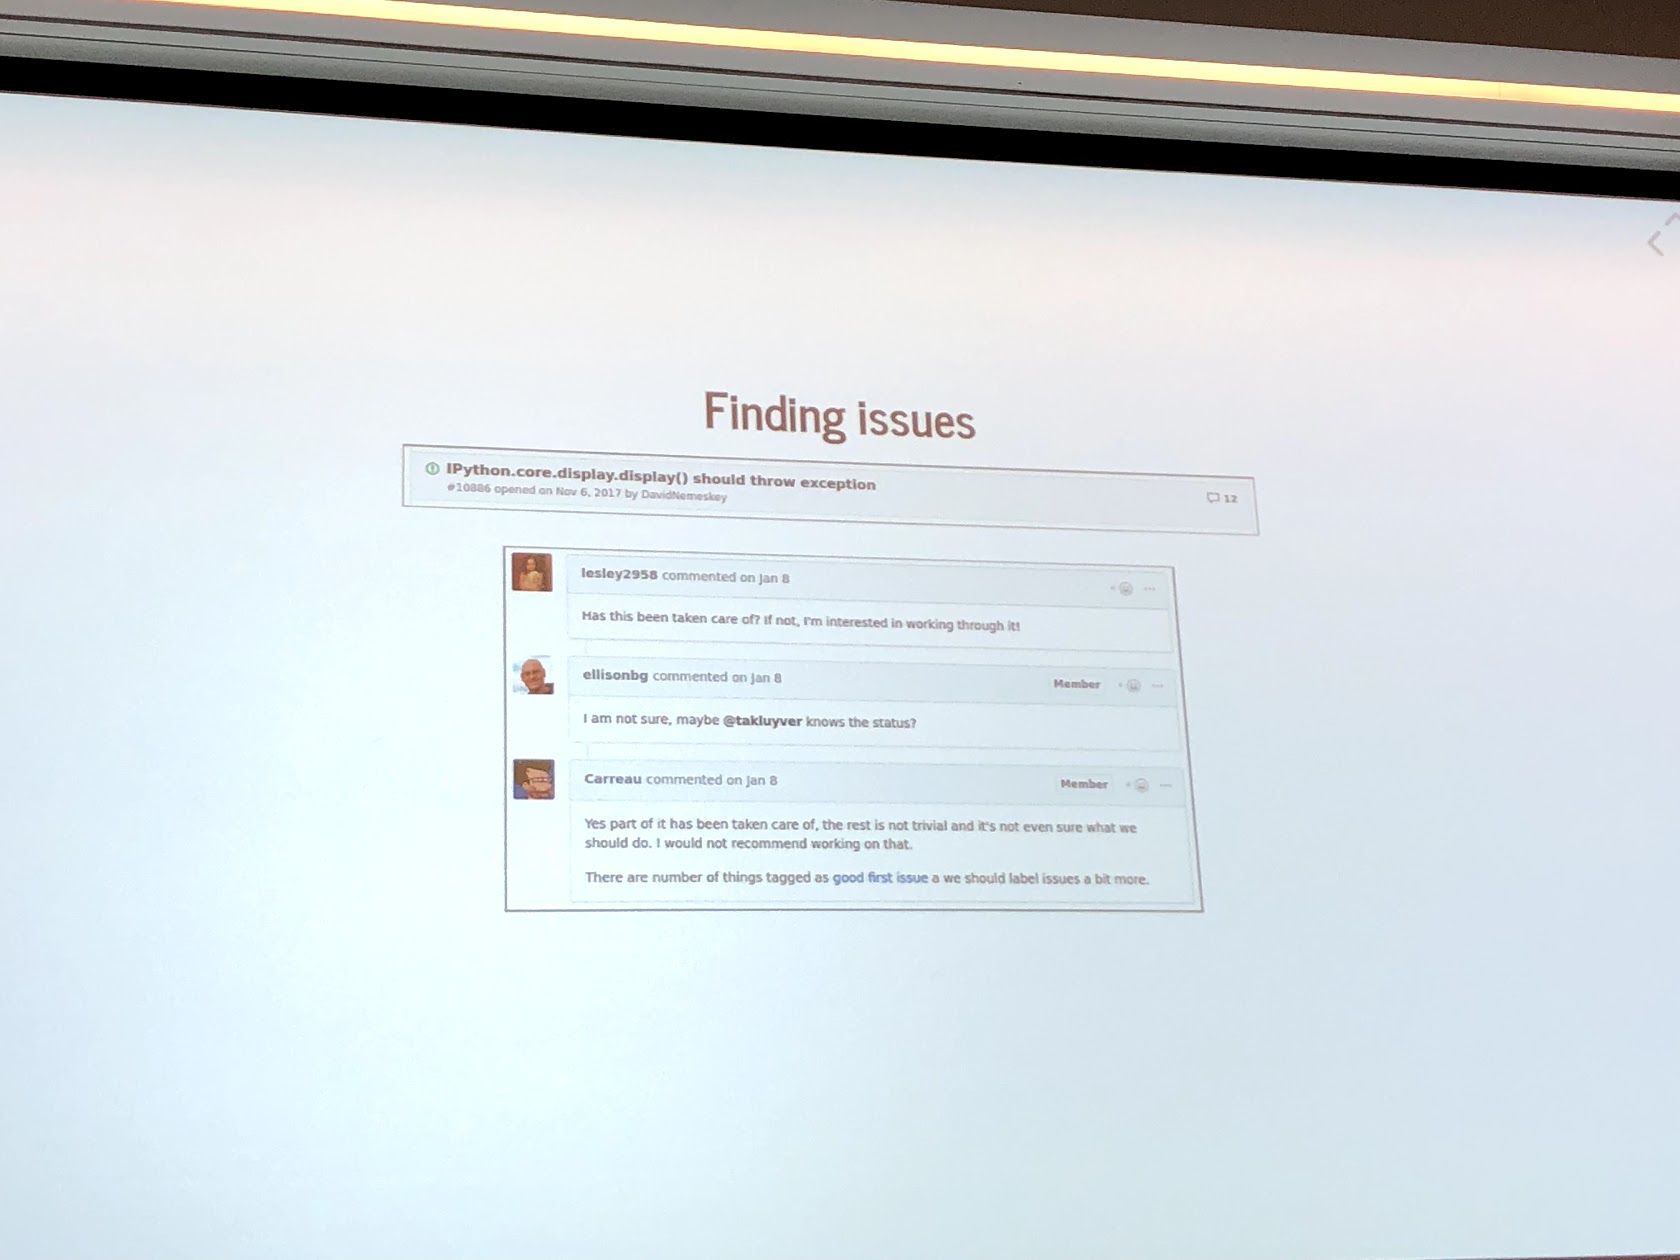 Finding issues
IPython.core.display.display() should throw exception
#10886 opened on Nov 6, 2017 by DavidNemeskey
12
lesley2958 commented on Jan 8
Has this been taken care of? If not, I'm interested in working through it!
ellisonbg commented on Jan 8
Member
I am not sure, maybe @takluyver knows the status?
Carreau commented on Jan 8
Member
Yes part of it has been taken care of, the rest is not trivial and it's not even sure what we
should do. I would not recommend working on that.
There are number of things tagged as good first issue a we should label issues a bit more.